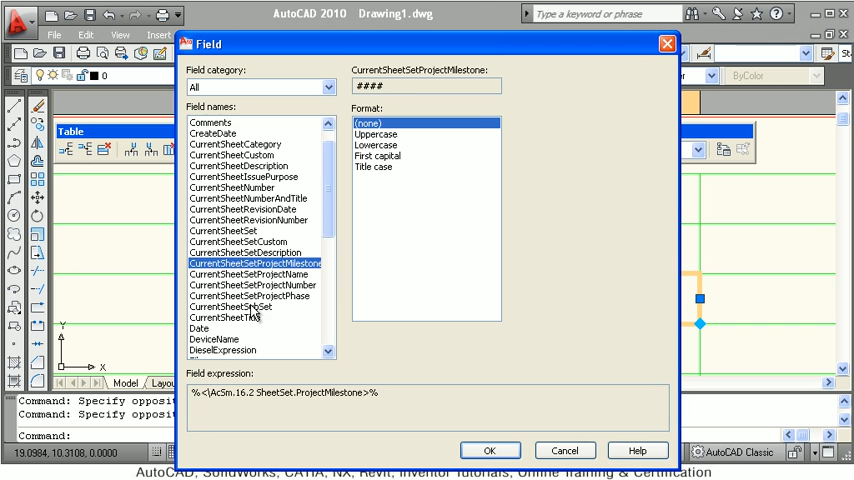 AutoCAD 2010 Drawing1.dwg
Type a keyword or phrase
File Edit View Insert
Field
0
ByColor
Table
Field category:
All
Field names:
Comments
CreateDate
CurrentSheetCategory
CurrentSheetCustom
CurrentSheetDescription
CurrentSheetIssuePurpose
CurrentSheetNumber
CurrentSheetNumberAndTitle
CurrentSheetRevisionDate
CurrentSheetRevisionNumber
CurrentSheetSet
CurrentSheetSetCustom
CurrentSheetSetDescription
CurrentSheetSetProjectMilestone
CurrentSheetSetProjectName
CurrentSheetSetProjectNumber
CurrentSheetSetProjectPhase
CurrentSheetSubSet
CurrentSheetTitle
Date
DeviceName
DieselExpression
CurrentSheetSetProjectMilestone:
####
Format:
(none)
Uppercase
Lowercase
First capital
Title case
Field expression:
%<\AcSm.16.2 SheetSet.ProjectMilestone>%
OK Cancel Help
Y
X
Model Layou
Command: Specify opposit
Command: Specify opposit
Command:
19.0984, 10.3108, 0.0000
AutoCAD Classic
AutoCAD, SolidWorks, CATIA, NX, Revit, Inventor Tutorials, Online Training & Certification